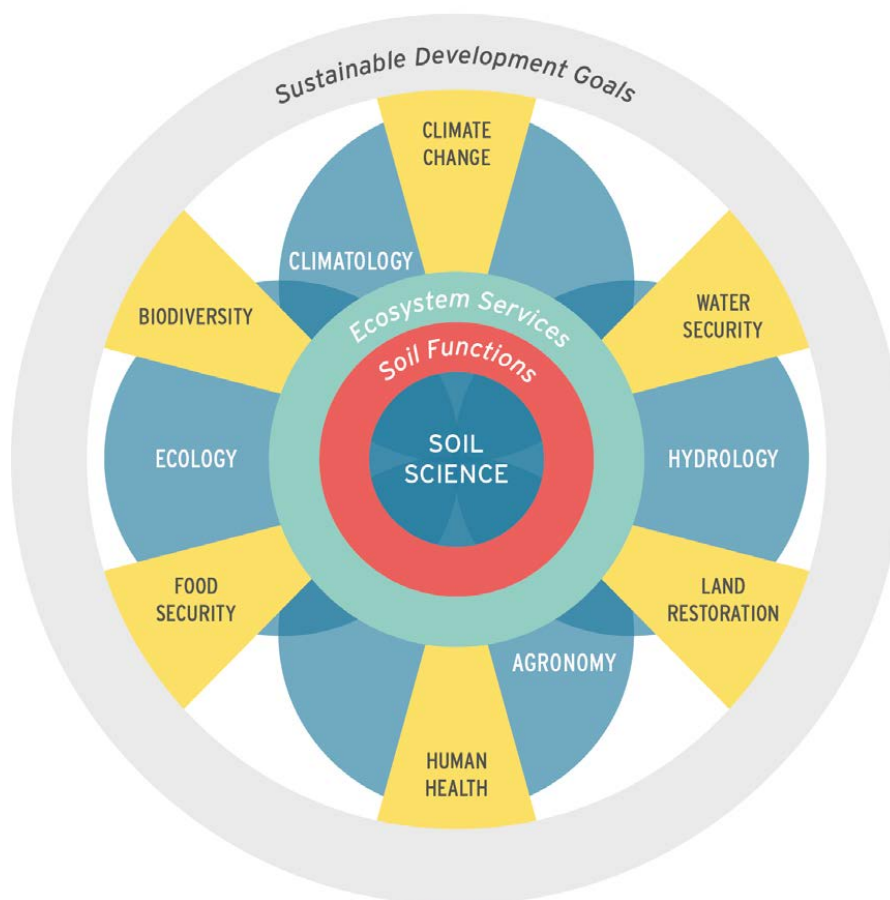 Sustainable Development Goals
CLIMATE
CHANGE
CLIMATOLOGY
BIODIVERSITY
WATER
SECURITY
Ecosystem Services
Soil Functions
SOIL
SCIENCE
ECOLOGY
HYDROLOGY
FOOD
SECURITY
LAND
RESTORATION
AGRONOMY
HUMAN
HEALTH